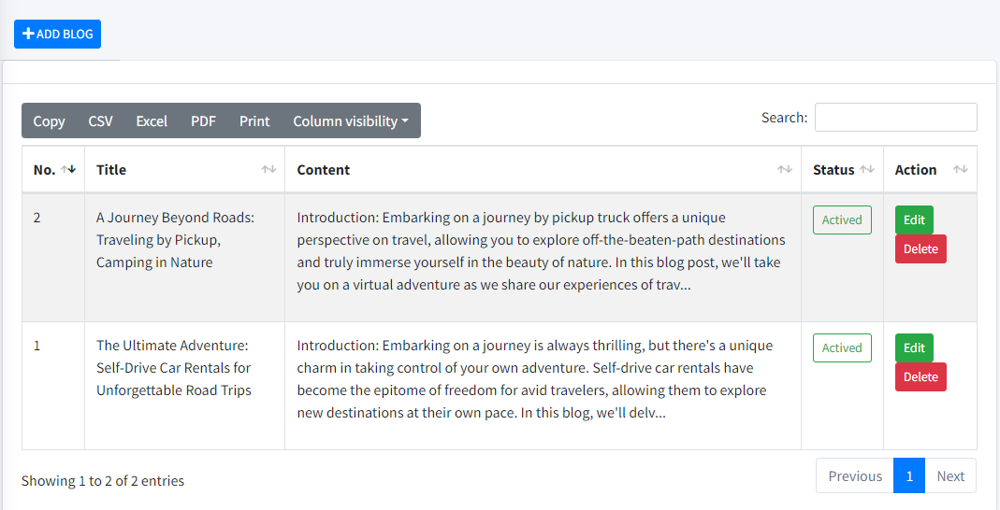 ADD BLOG
Copy CSV Excel PDF Print Column visibility
Search:
No. Title Content Status Action
2
A Journey Beyond Roads:
Traveling by Pickup,
Camping in Nature
Introduction: Embarking on a journey by pickup truck offers a unique
perspective on travel, allowing you to explore off-the-beaten-path destinations
and truly immerse yourself in the beauty of nature. In this blog post, we'll take
you on a virtual adventure as we share our experiences of trav...
Actived
Edit
Delete
1
The Ultimate Adventure:
Self-Drive Car Rentals for
Unforgettable Road Trips
Introduction: Embarking on a journey is always thrilling, but there's a unique
charm in taking control of your own adventure. Self-drive car rentals have
become the epitome of freedom for avid travelers, allowing them to explore
new destinations at their own pace. In this blog, we'll delv...
Actived
Edit
Delete
Showing 1 to 2 of 2 entries
Previous 1 Next